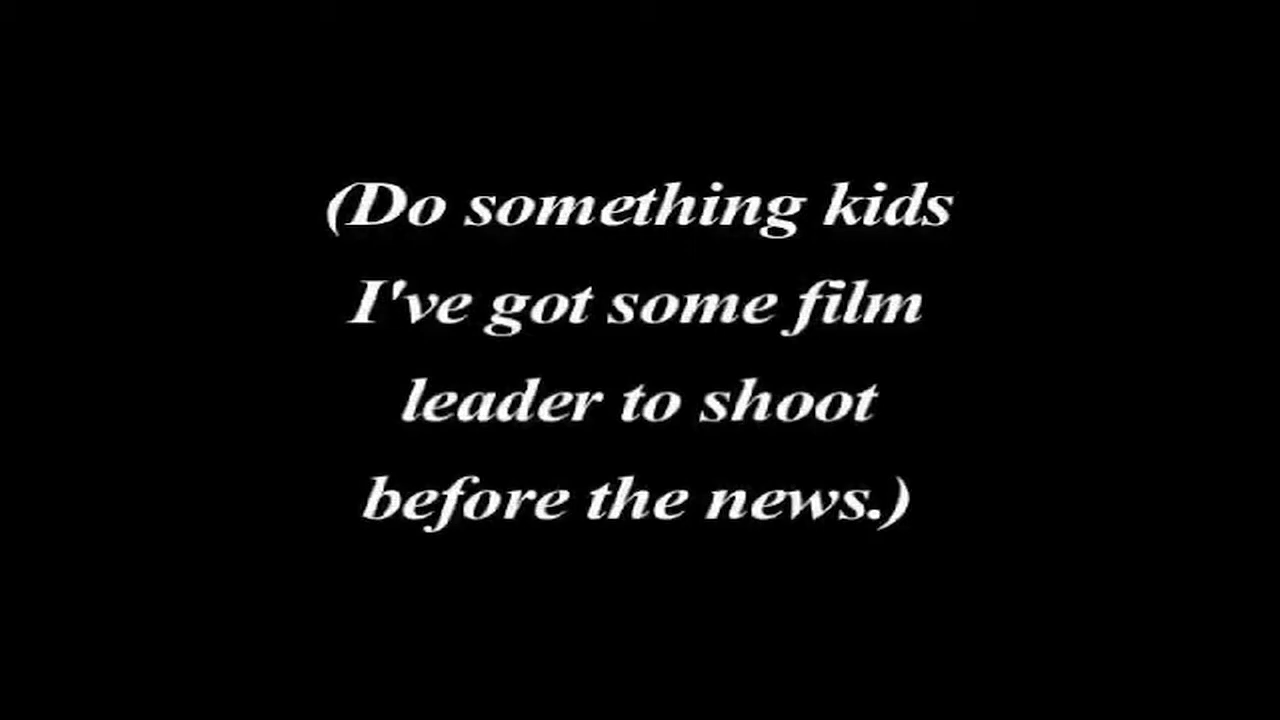 (Do something kids
I've got some film
leader to shoot
before the news.)